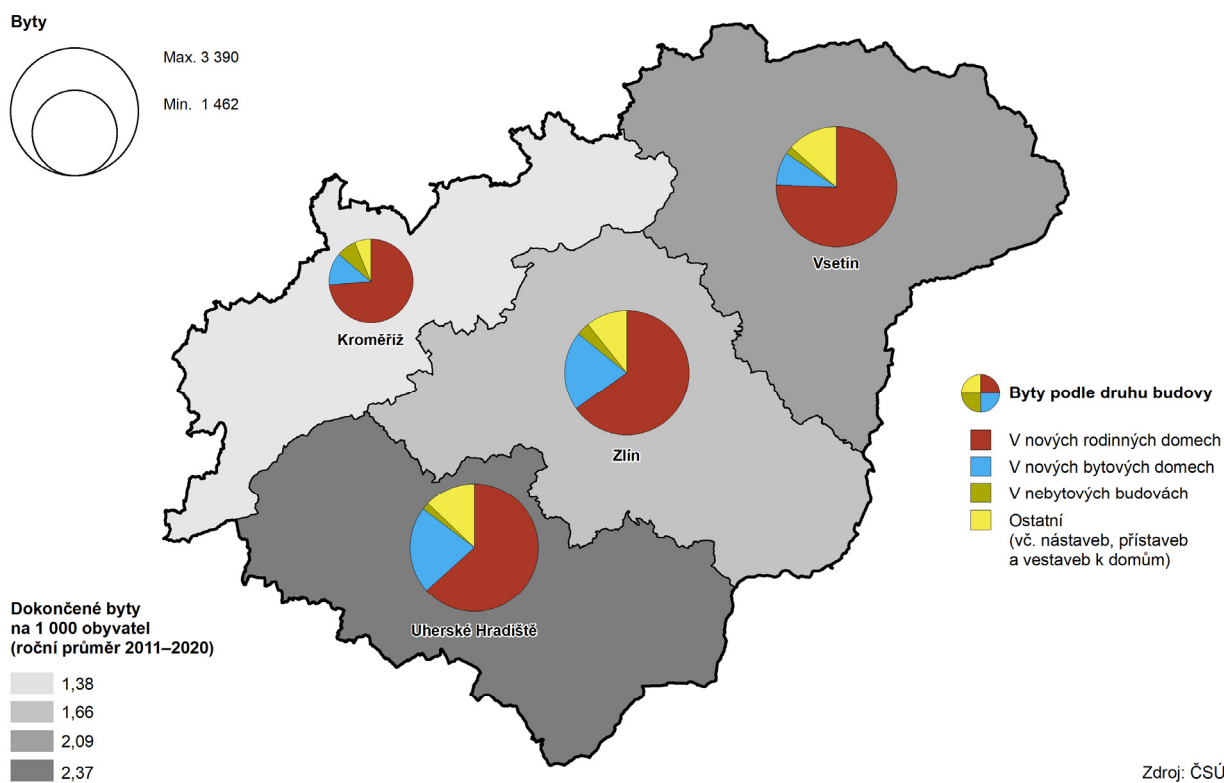 Byty
Max. 3 390
Min. 1 462
Vsetín
Kroměříž
Zlín
Uherské Hradiště
Byty podle druhu budovy
V nových rodinných domech
V nových bytových domech
V nebytových budovách
Ostatní
(vč. nástaveb, přístaveb
a vestaveb k domům)
Dokončené byty
na 1 000 obyvatel
(roční průměr 2011–2020)
1,38
1,66
2,09
2,37
Zdroj: ČSÚ